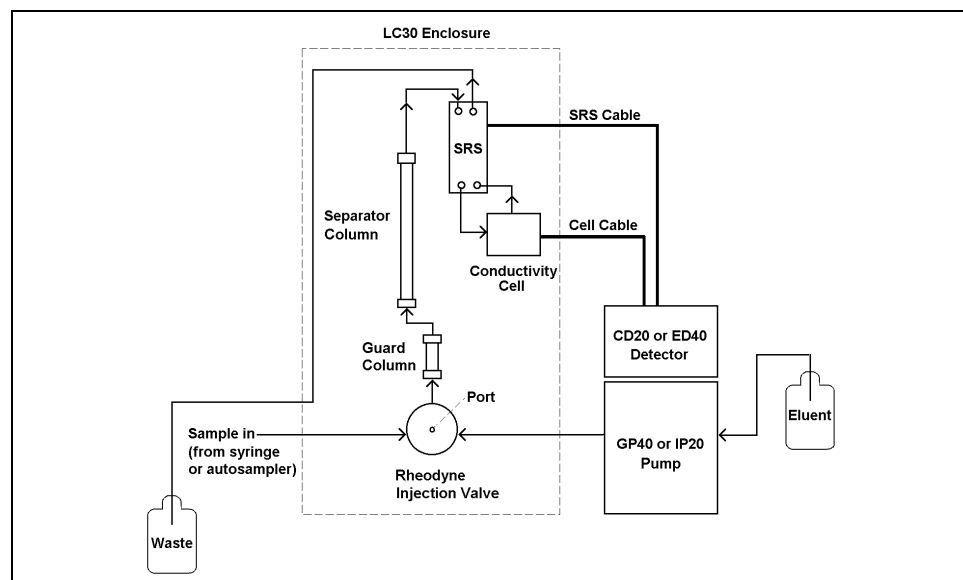 LC30 Enclosure
SRS Cable
SRS
Separator
Column
Cell Cable
Conductivity
Cell
CD20 or ED40
Detector
Guard
Column
Port
Eluent
Sample in
(from syringe
or autosampler)
GP40 or IP20
Pump
Rheodyne
Injection Valve
Waste